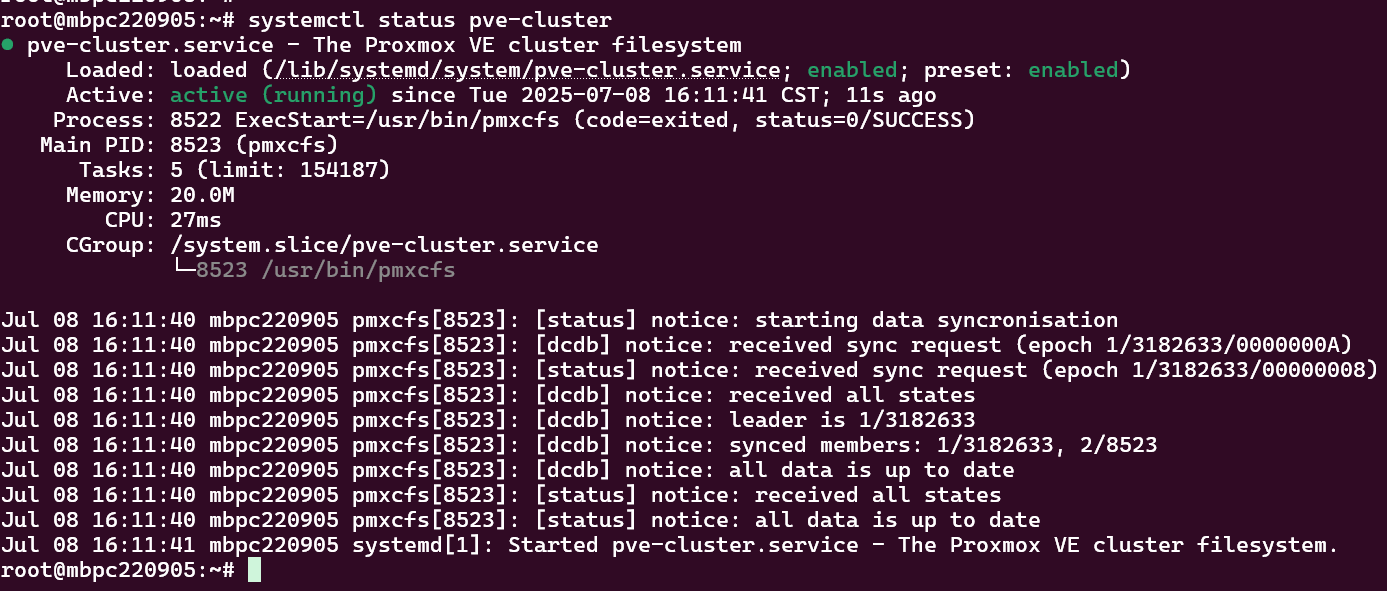 root@mbpc220905:~# systemctl status pve-cluster
● pve-cluster.service - The Proxmox VE cluster filesystem
     Loaded: loaded (/lib/systemd/system/pve-cluster.service; enabled; preset: enabled)
     Active: active (running) since Tue 2025-07-08 16:11:41 CST; 11s ago
    Process: 8522 ExecStart=/usr/bin/pmxcfs (code=exited, status=0/SUCCESS)
   Main PID: 8523 (pmxcfs)
      Tasks: 5 (limit: 154187)
     Memory: 20.0M
        CPU: 27ms
     CGroup: /system.slice/pve-cluster.service
             └─8523 /usr/bin/pmxcfs
Jul 08 16:11:40 mbpc220905 pmxcfs[8523]: [status] notice: starting data syncronisation
Jul 08 16:11:40 mbpc220905 pmxcfs[8523]: [dcdb] notice: received sync request (epoch 1/3182633/0000000A)
Jul 08 16:11:40 mbpc220905 pmxcfs[8523]: [status] notice: received sync request (epoch 1/3182633/00000008)
Jul 08 16:11:40 mbpc220905 pmxcfs[8523]: [dcdb] notice: received all states
Jul 08 16:11:40 mbpc220905 pmxcfs[8523]: [dcdb] notice: leader is 1/3182633
Jul 08 16:11:40 mbpc220905 pmxcfs[8523]: [dcdb] notice: synced members: 1/3182633, 2/8523
Jul 08 16:11:40 mbpc220905 pmxcfs[8523]: [dcdb] notice: all data is up to date
Jul 08 16:11:40 mbpc220905 pmxcfs[8523]: [status] notice: received all states
Jul 08 16:11:40 mbpc220905 pmxcfs[8523]: [status] notice: all data is up to date
Jul 08 16:11:41 mbpc220905 systemd[1]: Started pve-cluster.service - The Proxmox VE cluster filesystem.
root@mbpc220905:~#